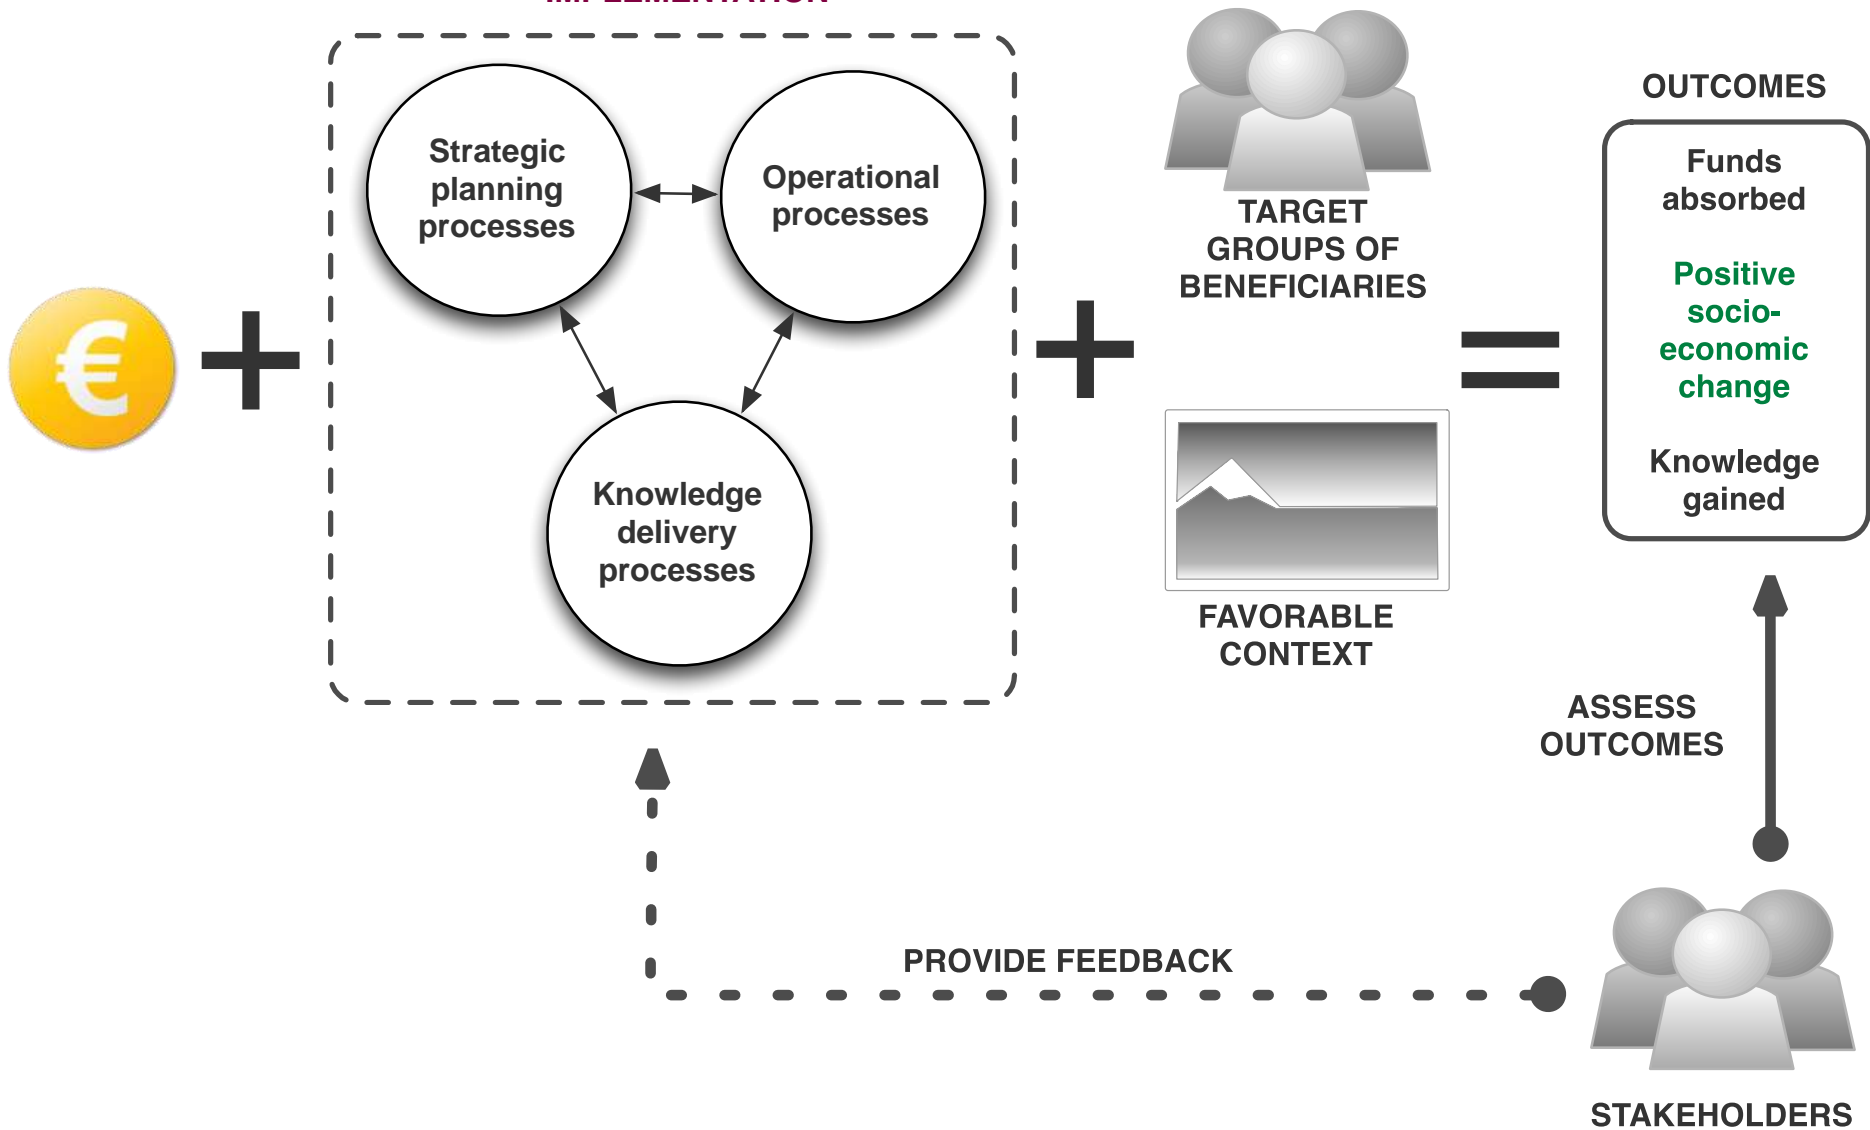 IMPLEMENTATION
Strategic
planning
processes
Operational
processes
Knowledge
delivery
processes
€
TARGET
GROUPS OF
BENEFICIARIES
FAVORABLE
CONTEXT
OUTCOMES
Funds
absorbed
Positive
socio-
economic
change
Knowledge
gained
ASSESS
OUTCOMES
PROVIDE FEEDBACK
STAKEHOLDERS